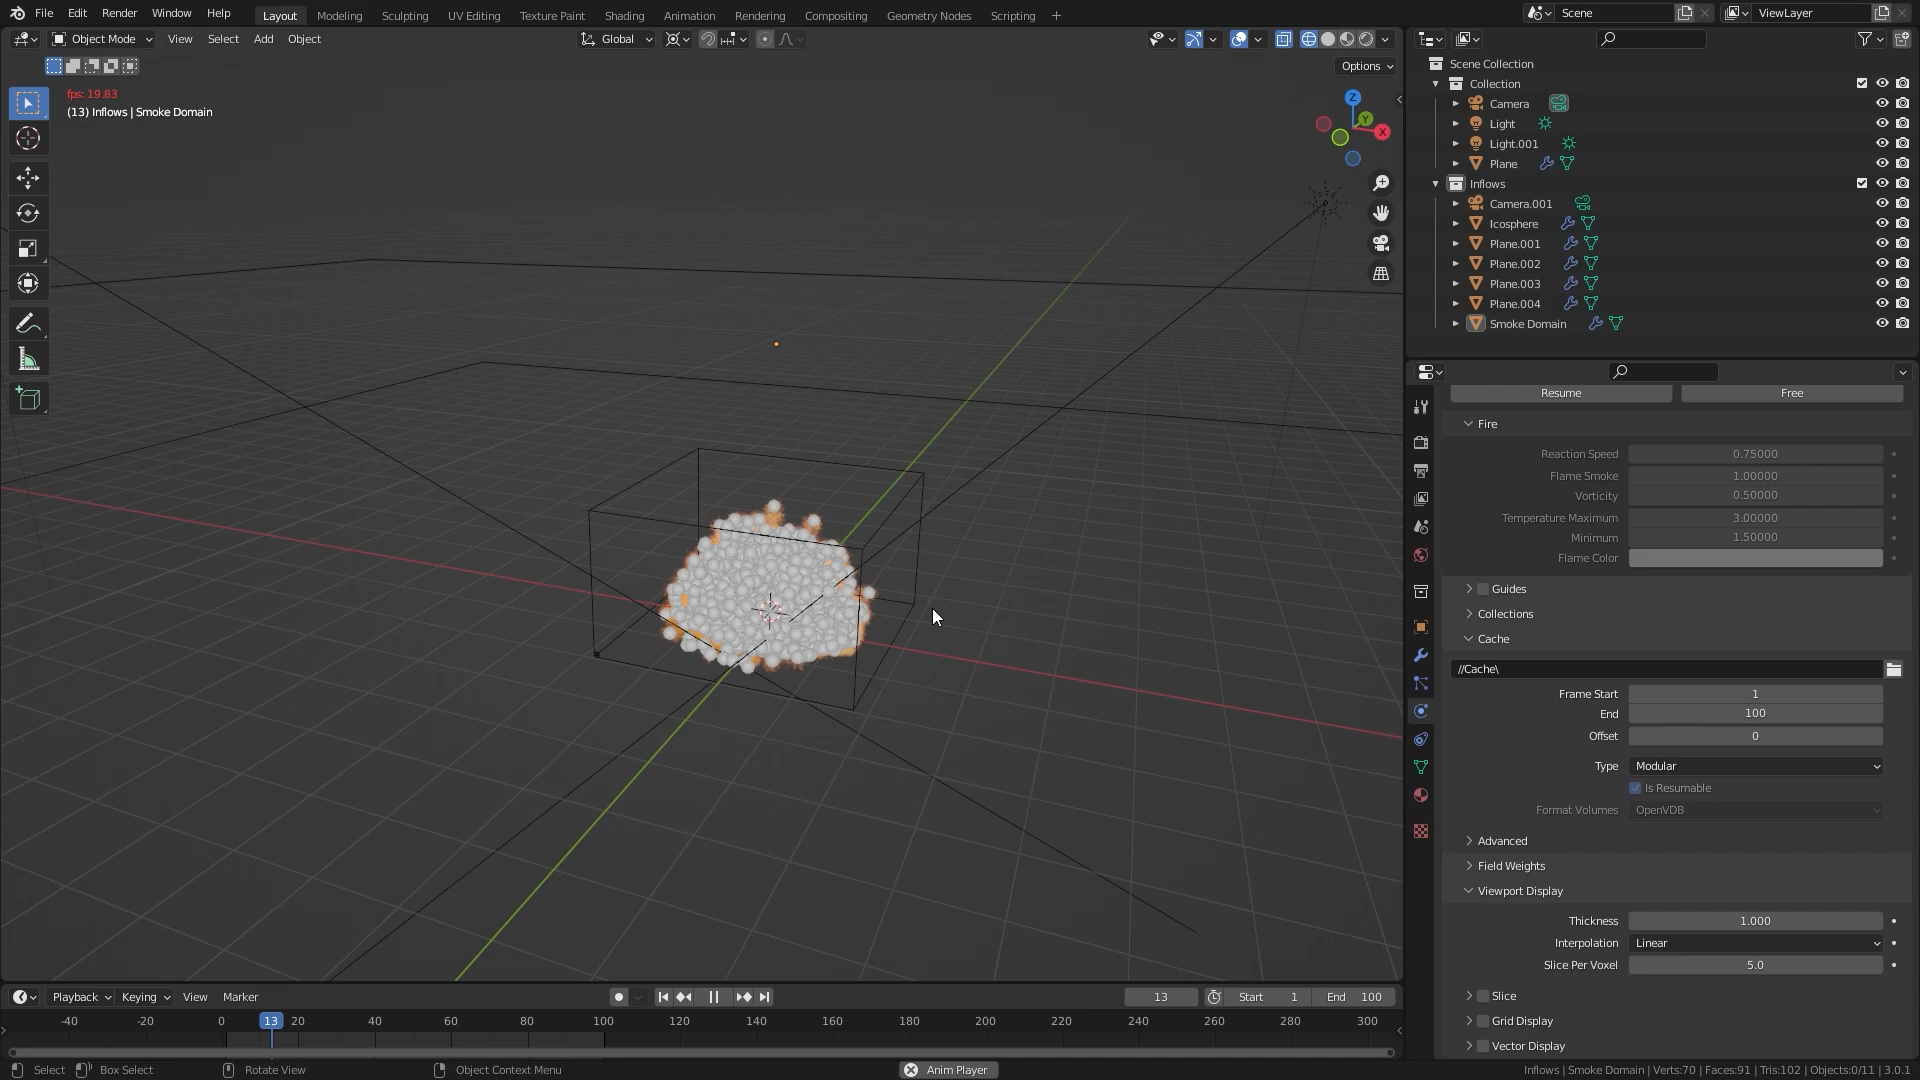 File Edit Render Window Help Layout Modeling Sculpting UV Editing Texture Paint Shading Animation Rendering Compositing Geometry Nodes Scripting + Scene ViewLayer
Object Mode View Select Add Object Global
Options
fps: 19.83
(13) Inflows | Smoke Domain
Z
Y
X
Scene Collection
Collection
Camera
Light
Light.001
Plane
Inflows
Camera.001
Icosphere
Plane.001
Plane.002
Plane.003
Plane.004
Smoke Domain
Resume Free
Fire
Reaction Speed 0.75000
Flame Smoke 1.00000
Vorticity 0.50000
Temperature Maximum 3.00000
Minimum 1.50000
Flame Color
Guides
Collections
Cache
//Cache\
Frame Start 1
End 100
Offset 0
Type Modular
Is Resumable
Format Volumes OpenVDB
Advanced
Field Weights
Viewport Display
Thickness 1.000
Interpolation Linear
Slice Per Voxel 5.0
Slice
Grid Display
Vector Display
Playback Keying View Marker 13 Start 1 End 100
-40 -20 0 13 20 40 60 80 100 120 140 160 180 200 220 240 260 280 300
Select Box Select Rotate View Object Context Menu Anim Player Inflows | Smoke Domain | Verts:70 | Faces:91 | Tris:102 | Objects:0/11 | 3.0.1